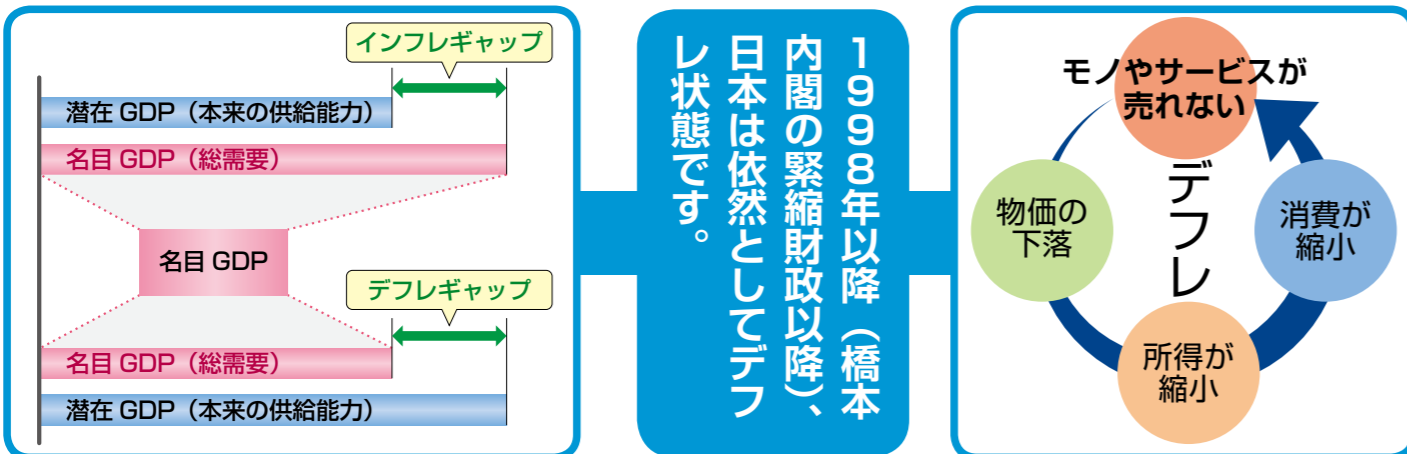 インフレギャップ
潜在 GDP（本来の供給能力）
名目 GDP（総需要）
名目 GDP
デフレギャップ
名目 GDP（総需要）
潜在 GDP（本来の供給能力）
1998年以降（橋本
内閣の緊縮財政以降）、
日本は依然としてデフ
レ状態です。
モノやサービスが
売れない
デフレ
物価の
下落
消費が
縮小
所得が
縮小